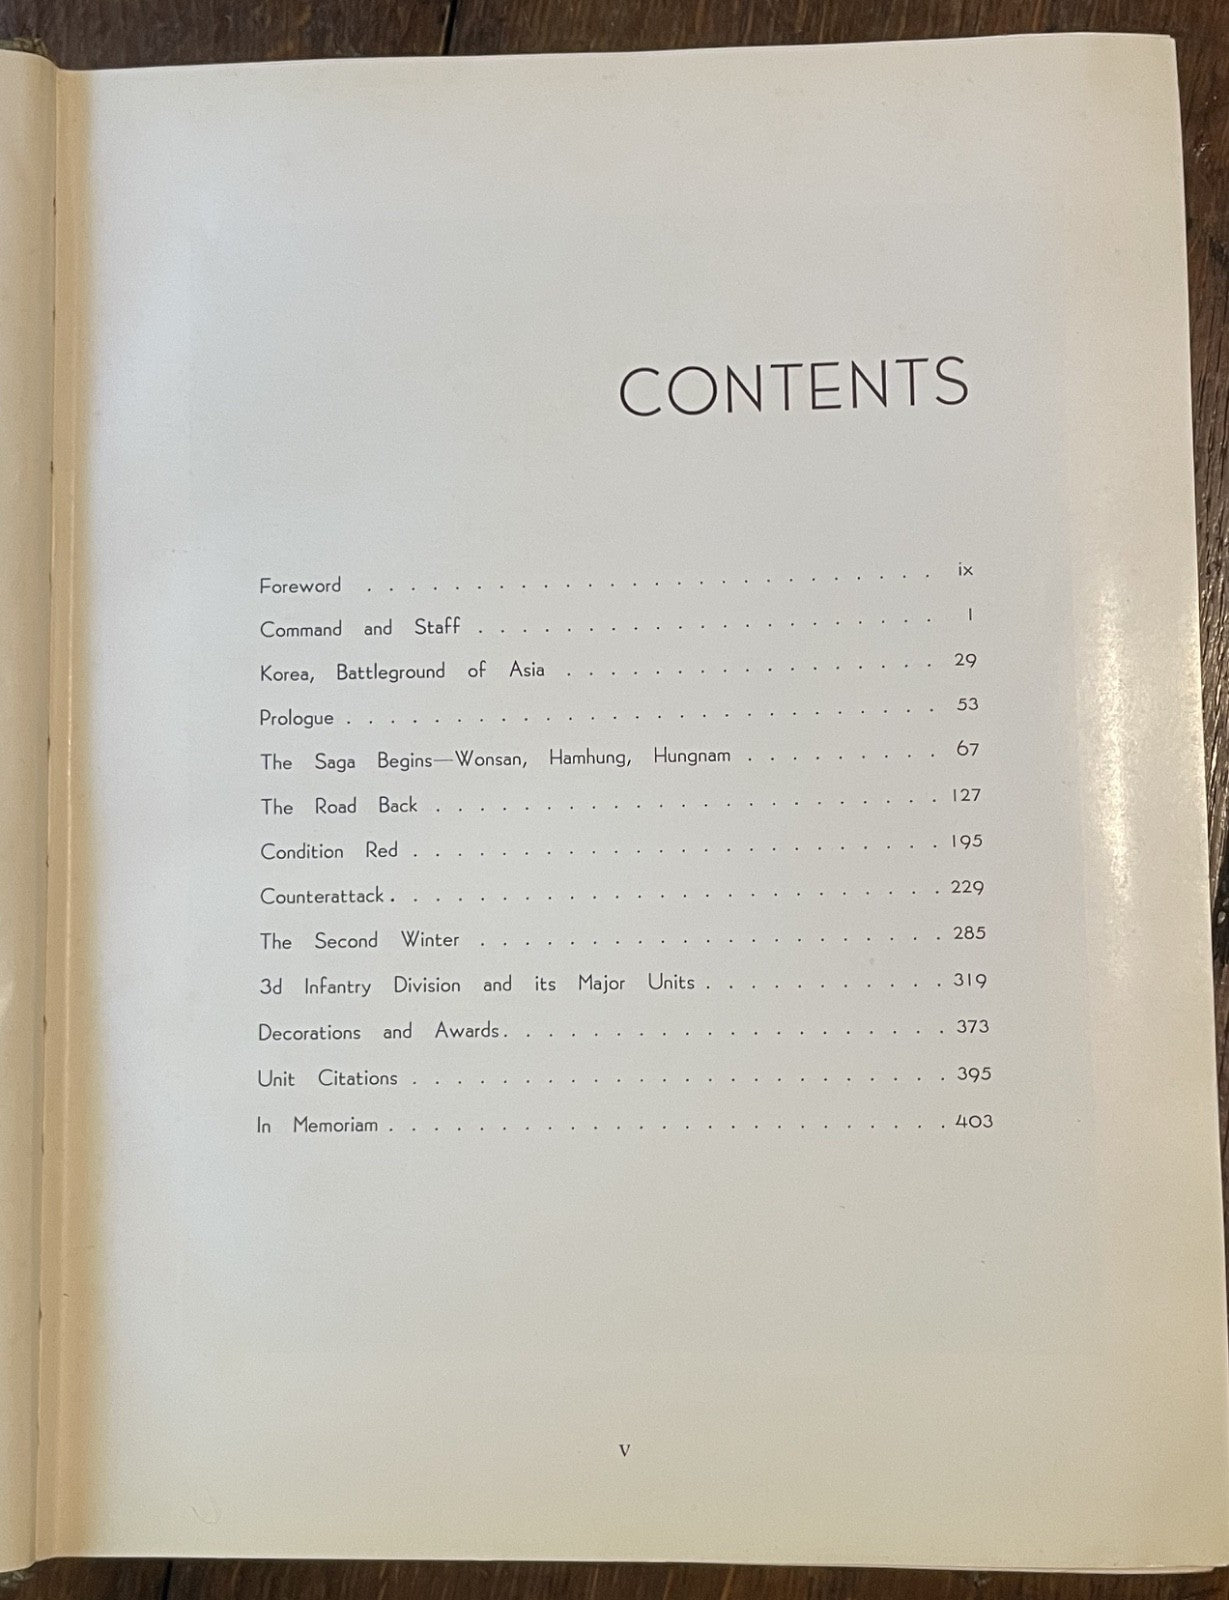 CONTENTS
Foreword . . . . . . . . . . . . . . . . . . . . . . . . . . ix
Command and Staff . . . . . . . . . . . . . . . . . . . . . 1
Korea, Battleground of Asia . . . . . . . . . . . . . . . . . 29
Prologue . . . . . . . . . . . . . . . . . . . . . . . . . . . 53
The Saga Begins—Wonsan, Hamhung, Hungnam . . . . . . . . . 67
The Road Back . . . . . . . . . . . . . . . . . . . . . . . 127
Condition Red . . . . . . . . . . . . . . . . . . . . . . . . 195
Counterattack . . . . . . . . . . . . . . . . . . . . . . . . . 229
The Second Winter . . . . . . . . . . . . . . . . . . . . . 285
3d Infantry Division and its Major Units . . . . . . . . . . . 319
Decorations and Awards . . . . . . . . . . . . . . . . . . . . 373
Unit Citations . . . . . . . . . . . . . . . . . . . . . . . . 395
In Memoriam . . . . . . . . . . . . . . . . . . . . . . . . . 403
v